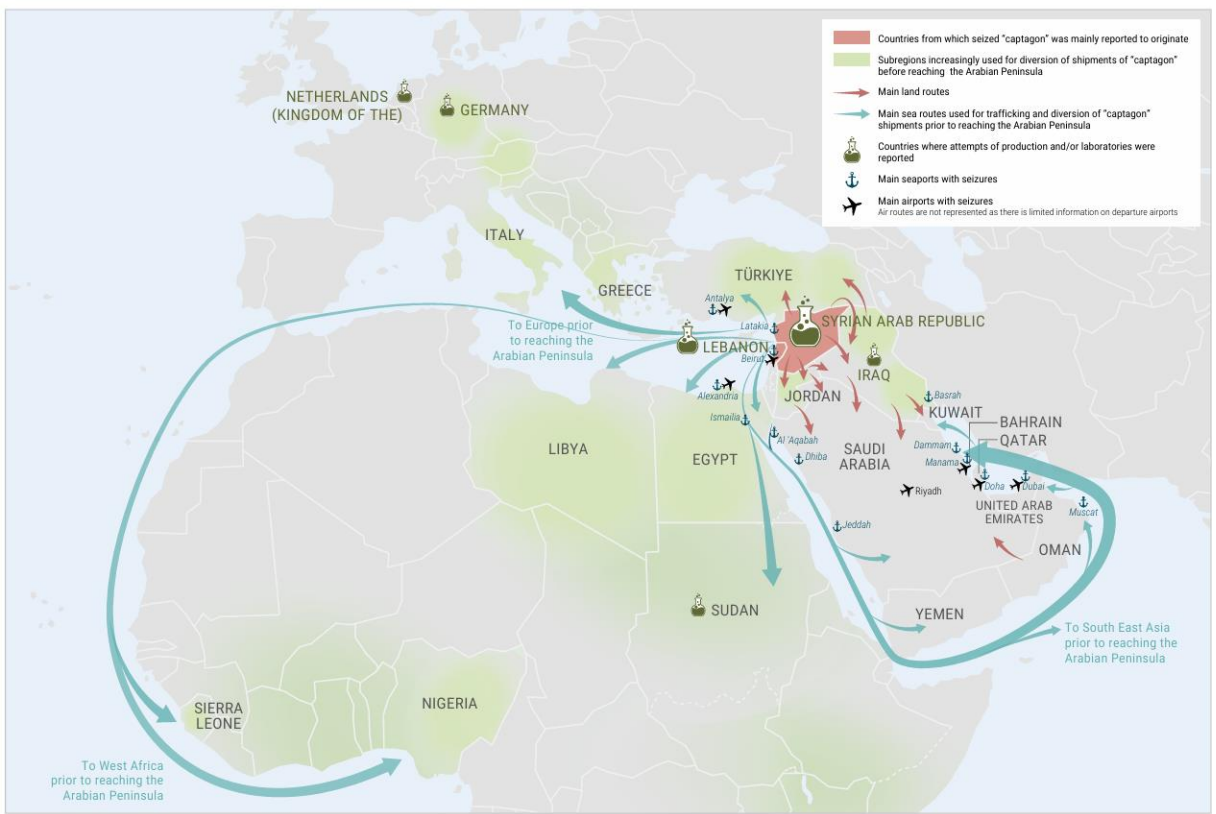 Countries from which seized "captagon" was mainly reported to originate
Subregions increasingly used for diversion of shipments of "captagon"
before reaching the Arabian Peninsula
Main land routes
Main sea routes used for trafficking and diversion of "captagon"
shipments prior to reaching the Arabian Peninsula
Countries where attempts of production and/or laboratories were
reported
Main seaports with seizures
Main airports with seizures
Air routes are not represented as there is limited information on departure airports
NETHERLANDS
(KINGDOM OF THE)
GERMANY
ITALY
GREECE
TÜRKIYE
Antalya
To Europe prior
to reaching the
Arabian Peninsula
Latakia
SYRIAN ARAB REPUBLIC
LEBANON
Beirut
IRAQ
Alexandria
JORDAN
Basrah
Ismailia
KUWAIT
BAHRAIN
QATAR
Al 'Aqabah
LIBYA
EGYPT
Dhiba
SAUDI
ARABIA
Dammam
Manama
Riyadh
Doha
Dubai
UNITED ARAB
EMIRATES
Muscat
Jeddah
OMAN
SUDAN
YEMEN
To South East Asia
prior to reaching the
Arabian Peninsula
SIERRA
LEONE
NIGERIA
To West Africa
prior to reaching the
Arabian Peninsula